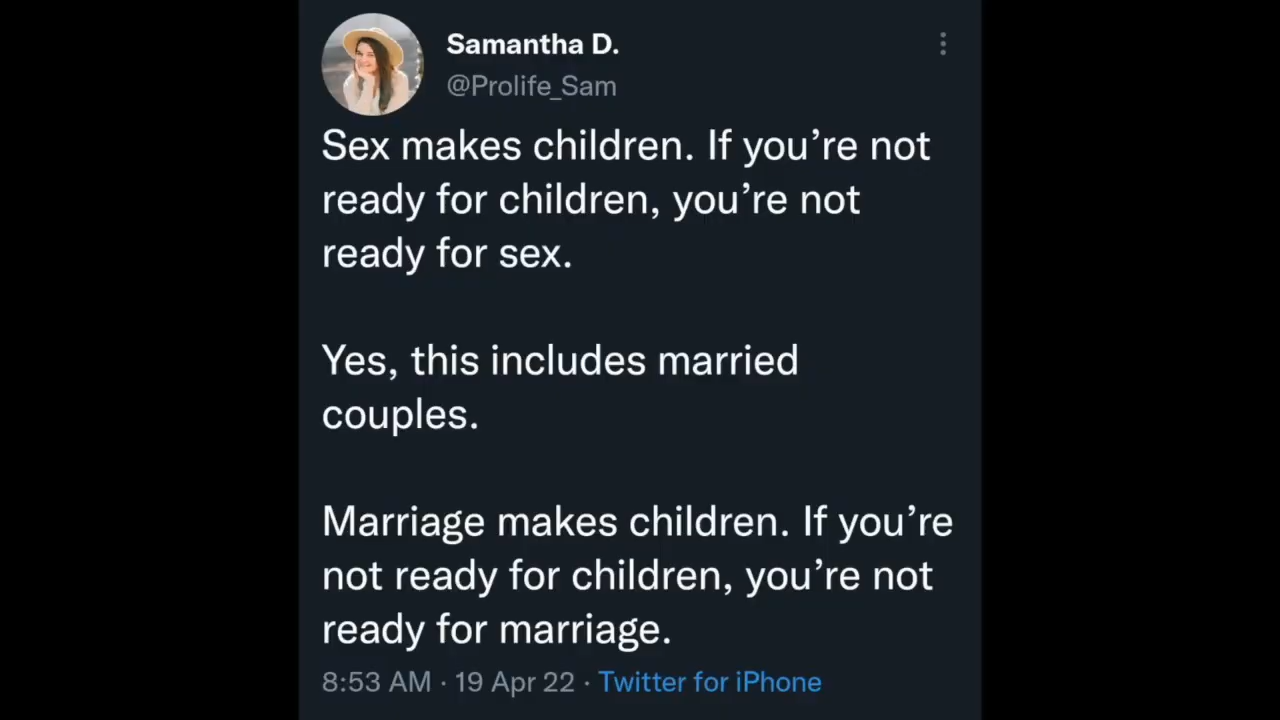 Samantha D.
@Prolife_Sam
Sex makes children. If you’re not
ready for children, you’re not
ready for sex.
Yes, this includes married
couples.
Marriage makes children. If you’re
not ready for children, you’re not
ready for marriage.
8:53 AM · 19 Apr 22 · Twitter for iPhone